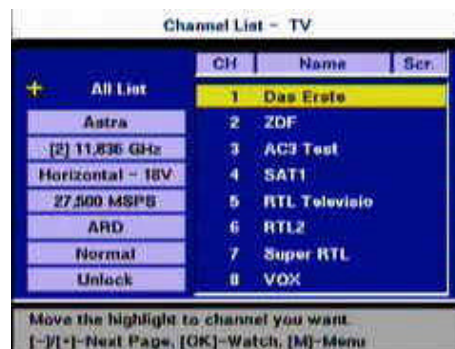 Channel List - TV
CH Name Scr.
All List
1 Das Erste
Astra
2 ZDF
[2] 11,836 GHz
3 AC3 Test
Horizontal - 18V
4 SAT1
27,500 MSPS
5 RTL Televisio
ARD
6 RTL2
Normal
7 Super RTL
Unlock
8 VOX
Move the highlight to channel you want.
[-]/[+]-Next Page, [OK]-Watch, [M]-Menu